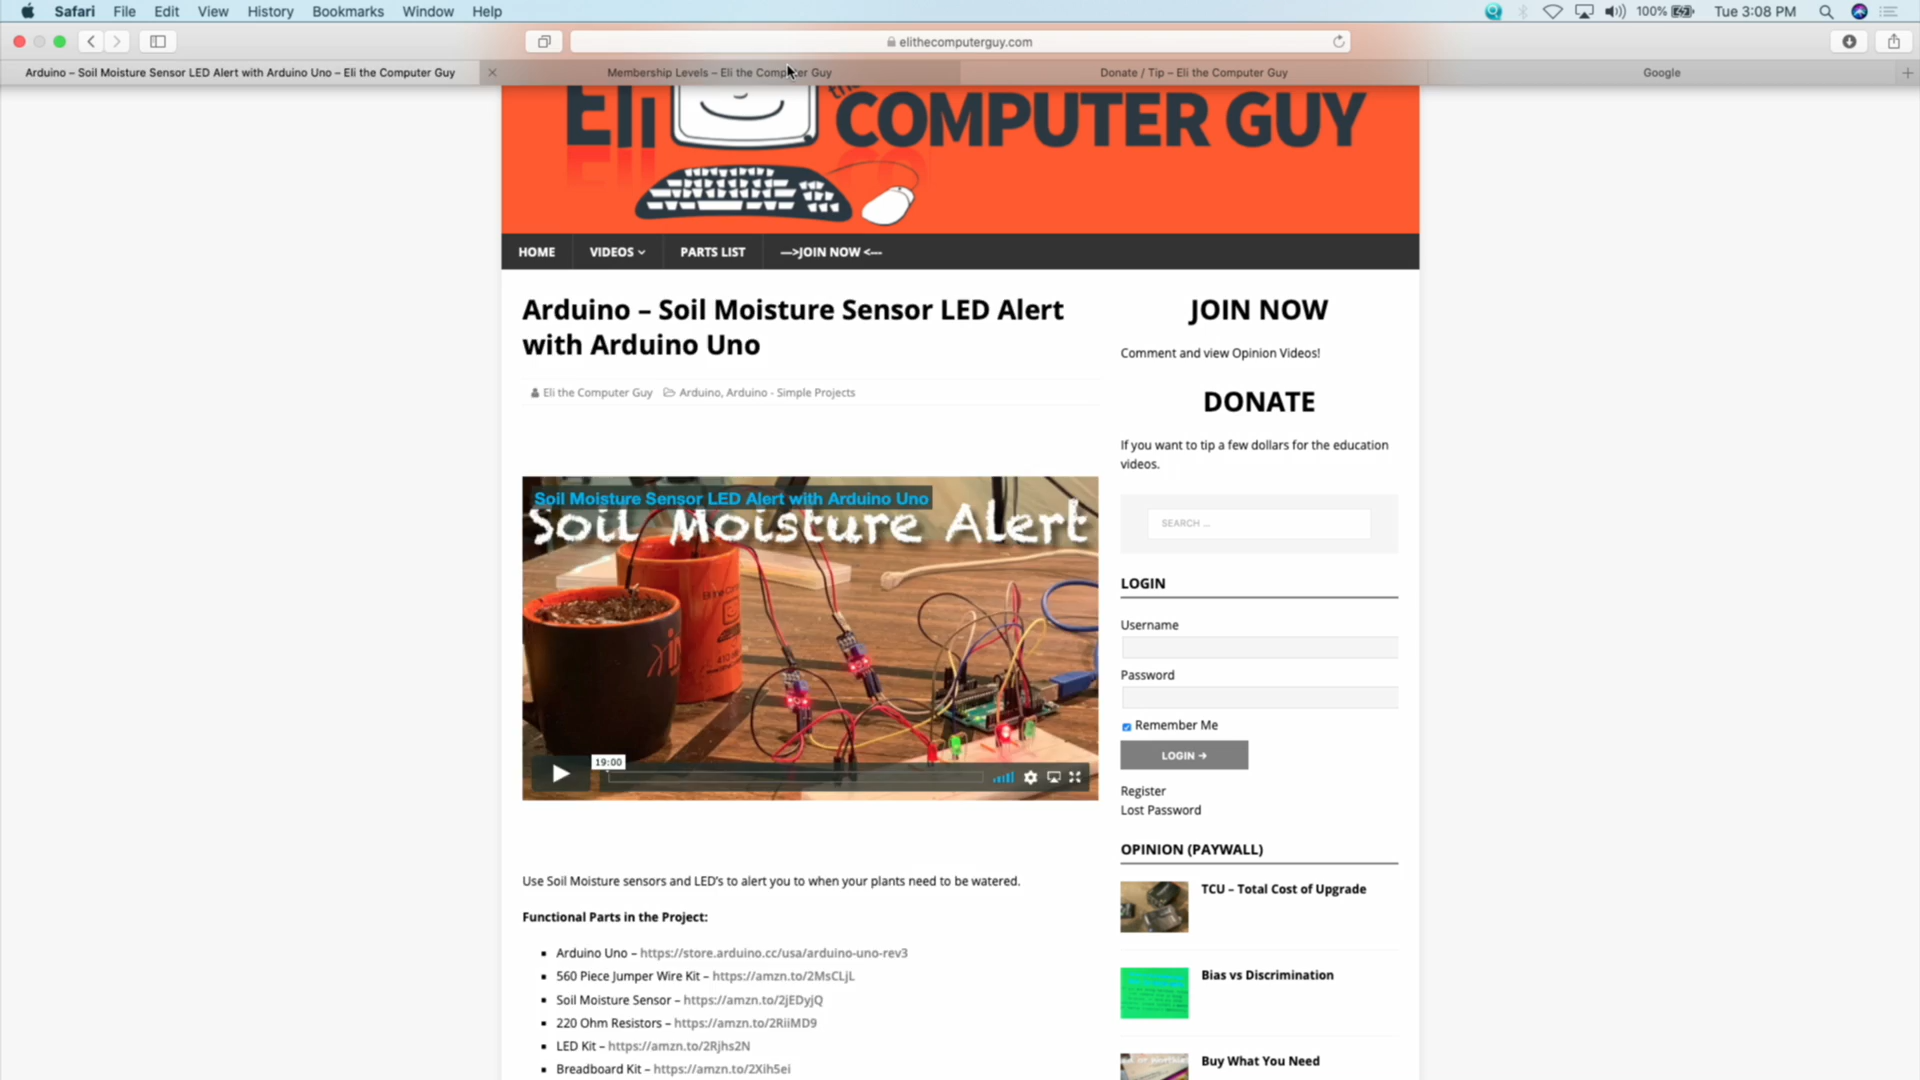 Safari File Edit View History Bookmarks Window Help 100% Tue 3:08 PM
elithecomputerguy.com
Arduino – Soil Moisture Sensor LED Alert with Arduino Uno – Eli the Computer Guy
Membership Levels – Eli the Computer Guy
Donate / Tip – Eli the Computer Guy
Google
Eli the COMPUTER GUY
HOME VIDEOS PARTS LIST --->JOIN NOW <---
Arduino – Soil Moisture Sensor LED Alert
with Arduino Uno
Eli the Computer Guy Arduino, Arduino - Simple Projects
Soil Moisture Sensor LED Alert with Arduino Uno
Soil Moisture Alert
19:00
Use Soil Moisture sensors and LED's to alert you to when your plants need to be watered.
Functional Parts in the Project:
Arduino Uno – https://store.arduino.cc/usa/arduino-uno-rev3
560 Piece Jumper Wire Kit – https://amzn.to/2MsCLjL
Soil Moisture Sensor – https://amzn.to/2jEDyjQ
220 Ohm Resistors – https://amzn.to/2RiiMD9
LED Kit – https://amzn.to/2Rjhs2N
Breadboard Kit – https://amzn.to/2Xih5ei
JOIN NOW
Comment and view Opinion Videos!
DONATE
If you want to tip a few dollars for the education
videos.
SEARCH ...
LOGIN
Username
Password
Remember Me
LOGIN →
Register
Lost Password
OPINION (PAYWALL)
TCU – Total Cost of Upgrade
Bias vs Discrimination
Buy What You Need